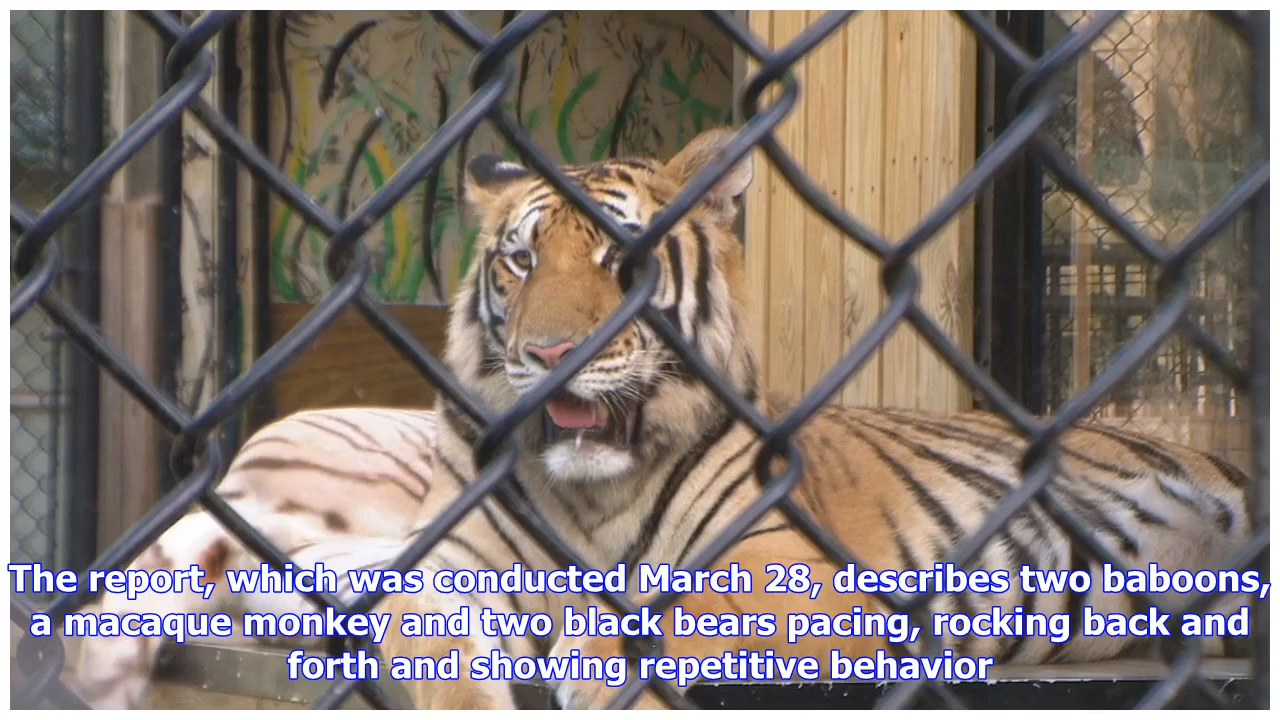 The report, which was conducted March 28, describes two baboons,
a macaque monkey and two black bears pacing, rocking back and
forth and showing repetitive behavior